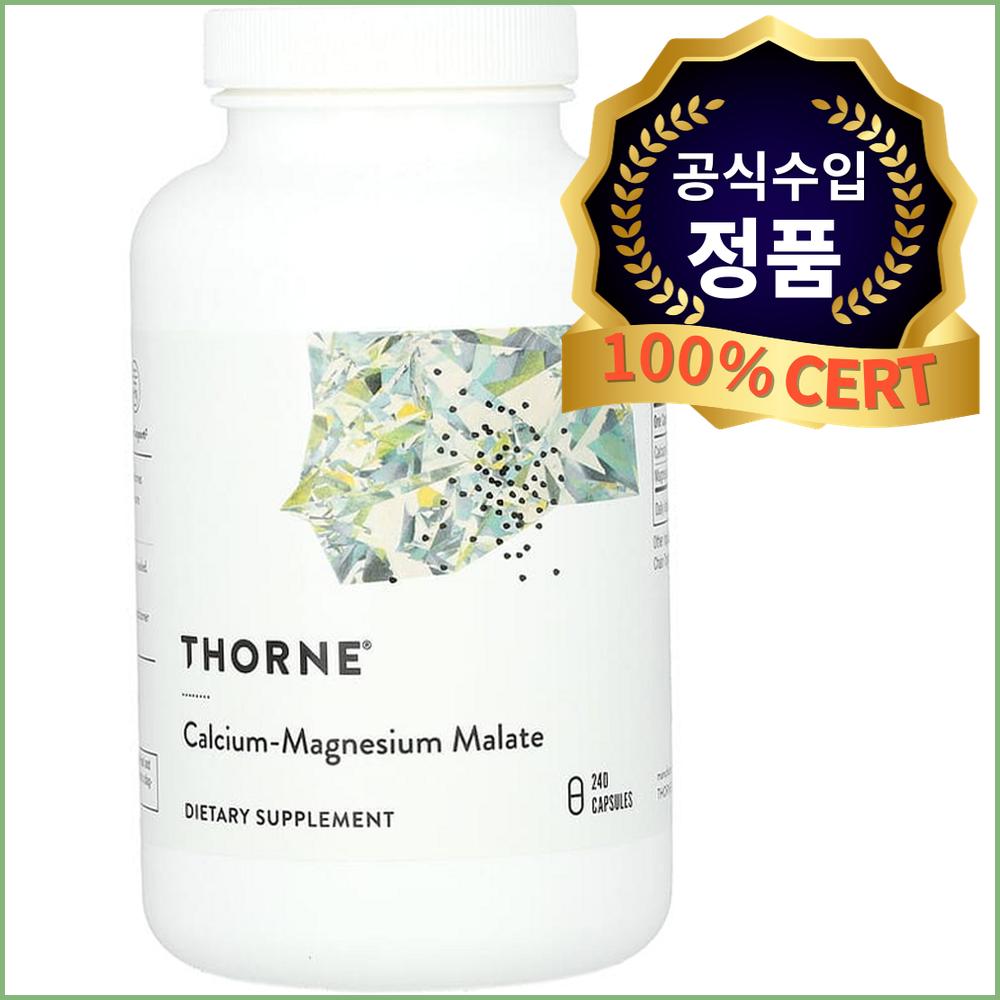 공식수입
정품
100% CERT
THORNE®
Calcium-Magnesium Malate
DIETARY SUPPLEMENT
240
CAPSULES